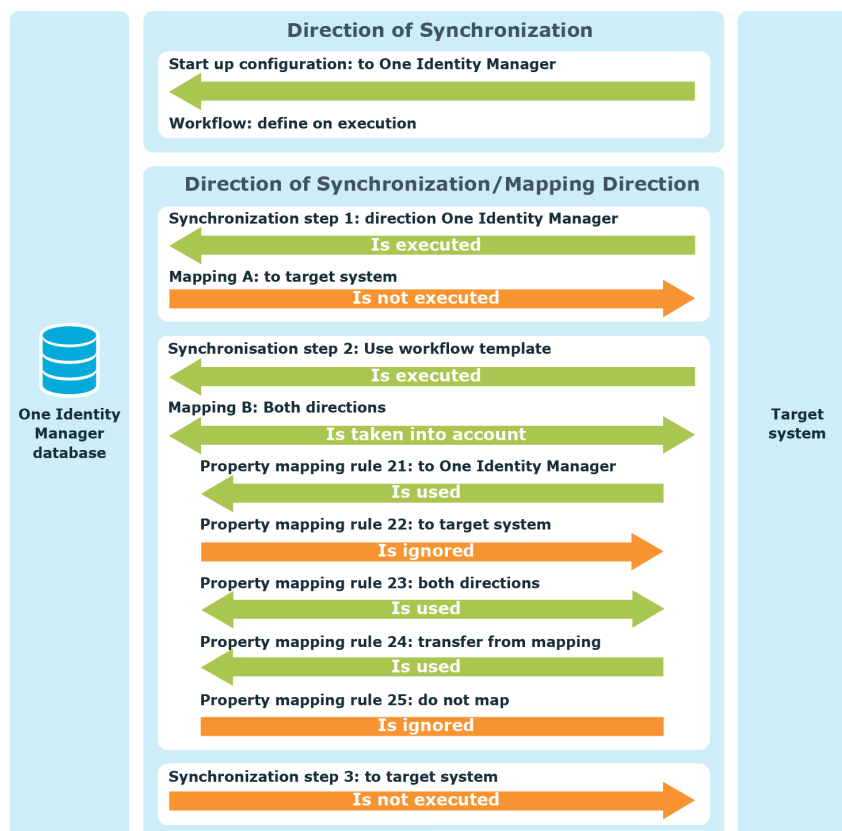 Direction of Synchronization
Start up configuration: to One Identity Manager
Workflow: define on execution
Direction of Synchronization/Mapping Direction
Synchronization step 1: direction One Identity Manager
Is executed
Mapping A: to target system
Is not executed
Synchronisation step 2: Use workflow template
Is executed
Mapping B: Both directions
Is taken into account
Property mapping rule 21: to One Identity Manager
Is used
Property mapping rule 22: to target system
Is ignored
Property mapping rule 23: both directions
Is used
Property mapping rule 24: transfer from mapping
Is used
Property mapping rule 25: do not map
Is ignored
Synchronization step 3: to target system
Is not executed
One Identity
Manager
database
Target
system